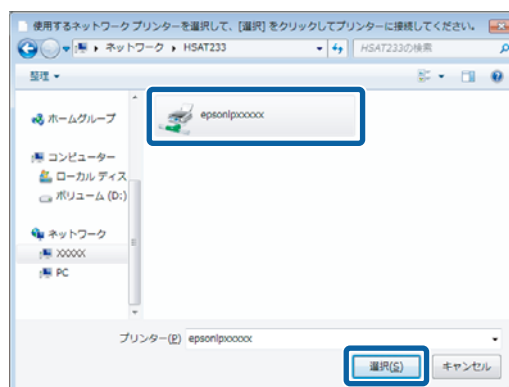 使用するネットワーク プリンターを選択して、[選択] をクリックしてプリンターに接続してください。
ネットワーク HSAT233 HSAT233の検索
整理
ホームグループ
epsonlpxxxxx
コンピューター
ローカル ディス
ボリューム (D:)
ネットワーク
XXXXX
PC
プリンター(P) epsonlpxxxxx
選択(S) キャンセル